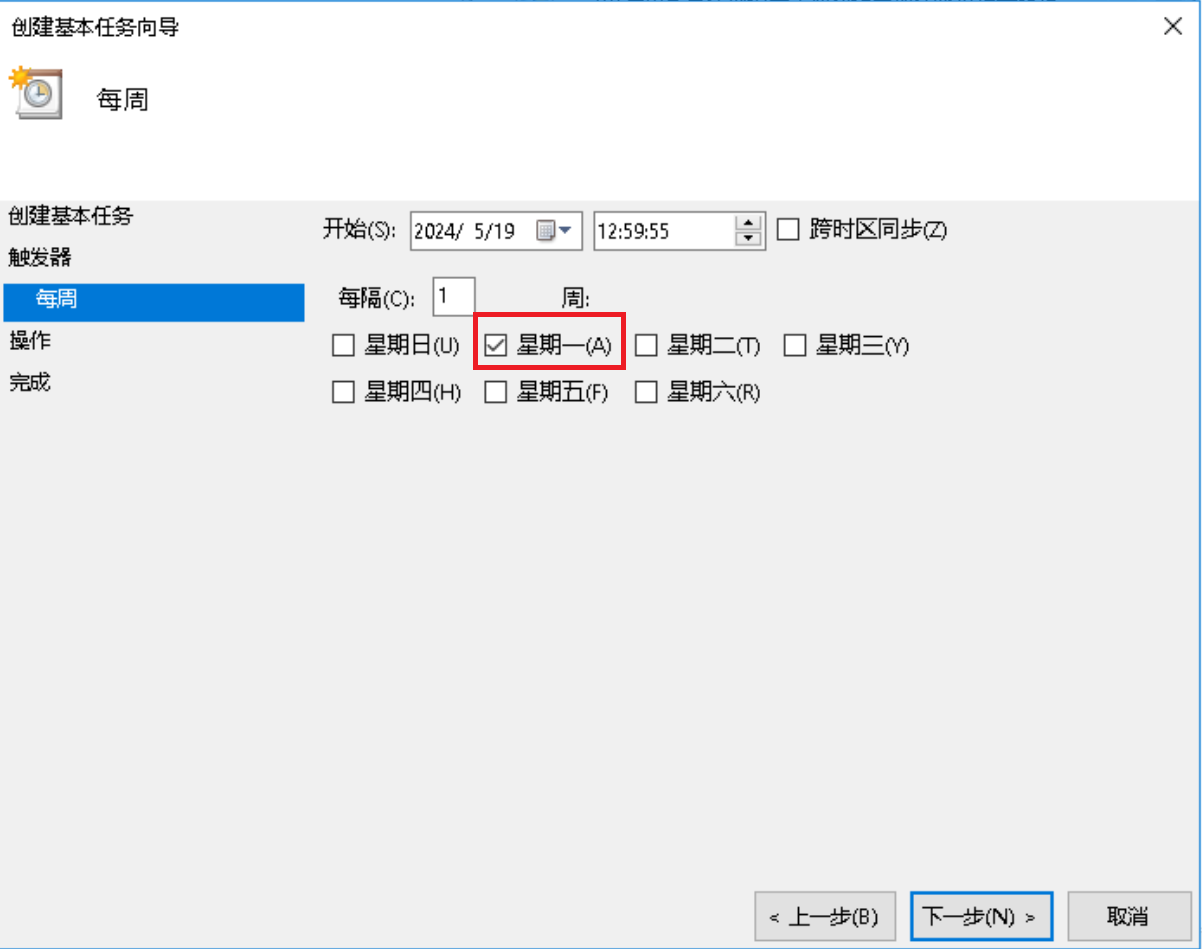 创建基本任务向导
每周
创建基本任务
触发器
每周
操作
完成
开始(S): 2024/ 5/19 12:59:55 跨时区同步(Z)
每隔(C): 1 周:
星期日(U) 星期一(A) 星期二(T) 星期三(Y)
星期四(H) 星期五(F) 星期六(R)
< 上一步(B) 下一步(N) > 取消